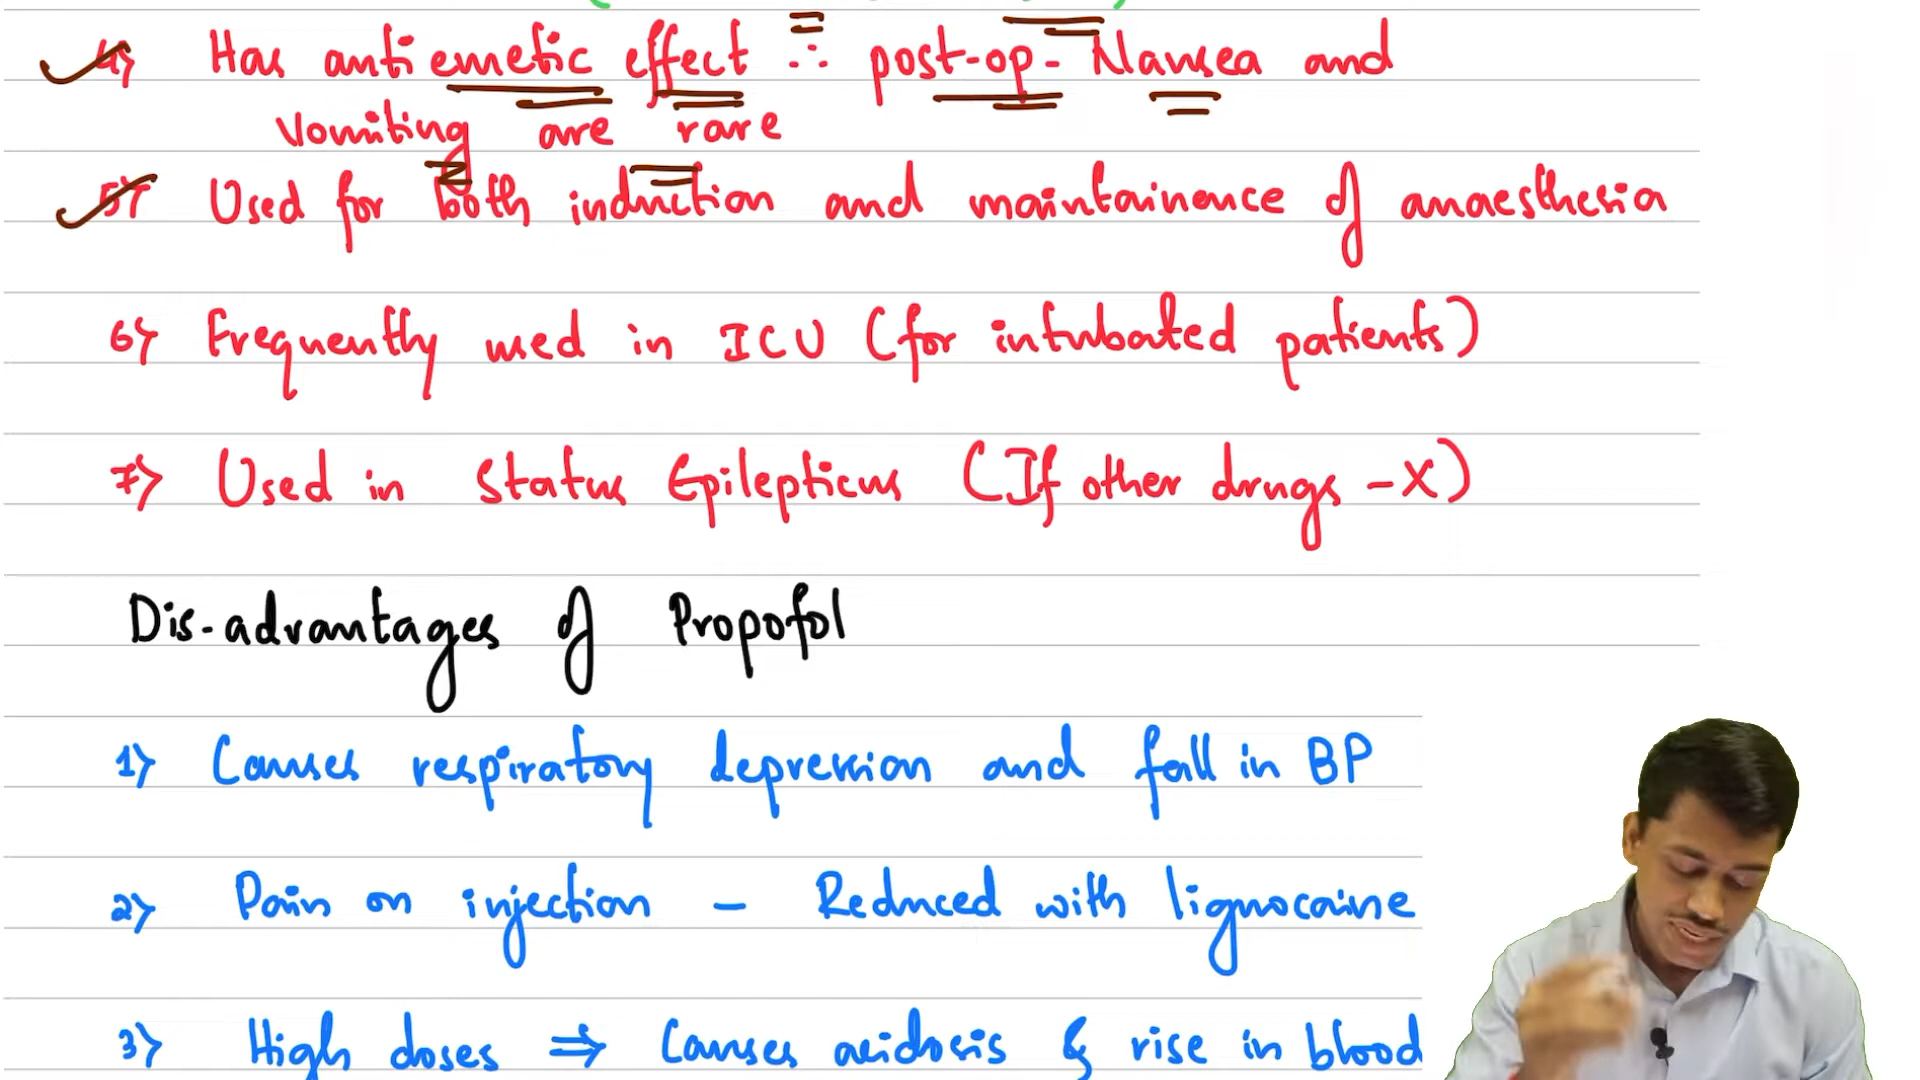 4) Has antiemetic effect ∴ post-op- Nausea and
vomiting are rare
5) Used for both induction and maintainence of anaesthesia
6) Frequently used in ICU (for intubated patients)
7) Used in Status Epilepticus (If other drugs -X)
Dis-advantages of Propofol
1) Causes respiratory depression and fall in BP
2) Pain on injection - Reduced with lignocaine
3) High doses ⇒ Causes acidosis & rise in blood